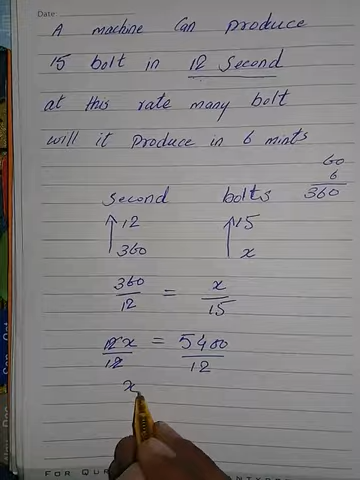 Date:
A machine Can produce
15 bolt in 12 Second
at this rate many bolt
will it produce in 6 mints
60
6
360
second bolts
12 15
360 x
360/12 = x/15
12x/12 = 5400/12
x
FOR QU